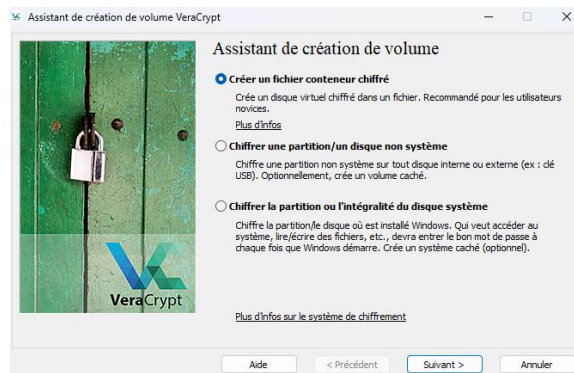 Assistant de création de volume VeraCrypt
Assistant de création de volume
Créer un fichier conteneur chiffré
Crée un disque virtuel chiffré dans un fichier. Recommandé pour les utilisateurs
novices.
Plus d'infos
Chiffrer une partition/un disque non système
Chiffre une partition non système sur tout disque interne ou externe (ex : clé
USB). Optionnellement, crée un volume caché.
Chiffrer la partition ou l'intégralité du disque système
Chiffre la partition/le disque où est installé Windows. Qui veut accéder au
système, lire/écrire des fichiers, etc., devra entrer le bon mot de passe à
chaque fois que Windows démarre. Crée un système caché (optionnel).
VeraCrypt
Plus d'infos sur le système de chiffrement
Aide < Précédent Suivant > Annuler